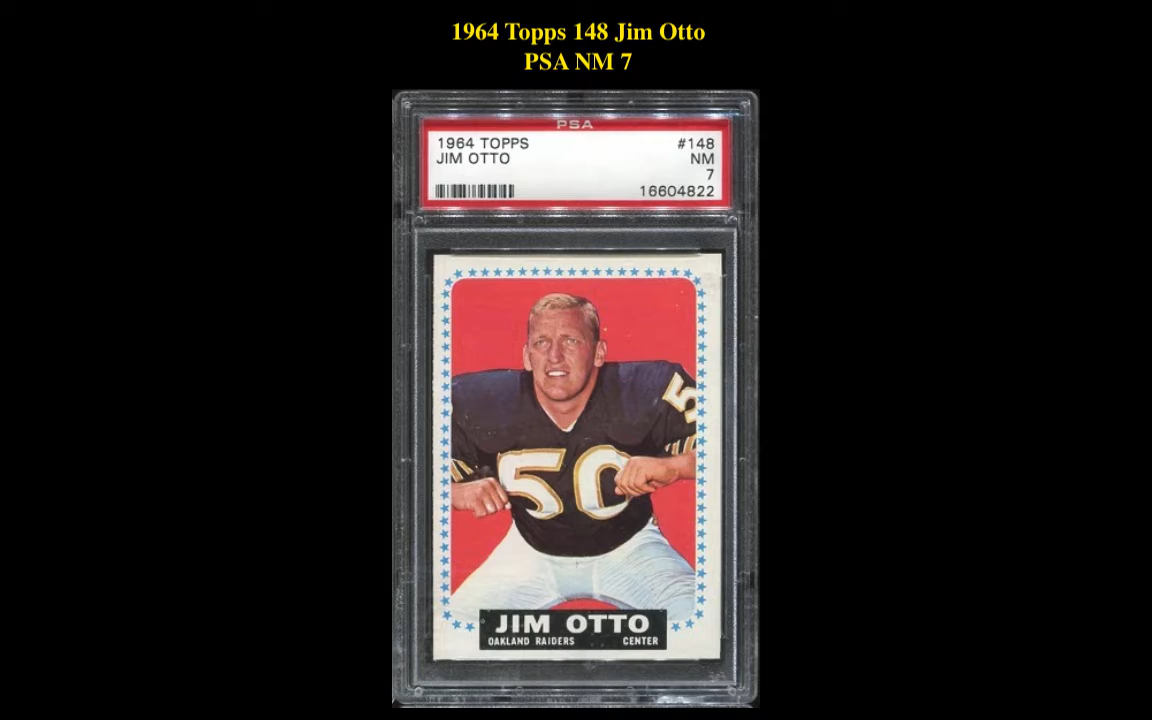 1964 Topps 148 Jim Otto
PSA NM 7
PSA
1964 TOPPS #148
JIM OTTO NM
7
16604822
50
50
JIM OTTO
OAKLAND RAIDERS CENTER